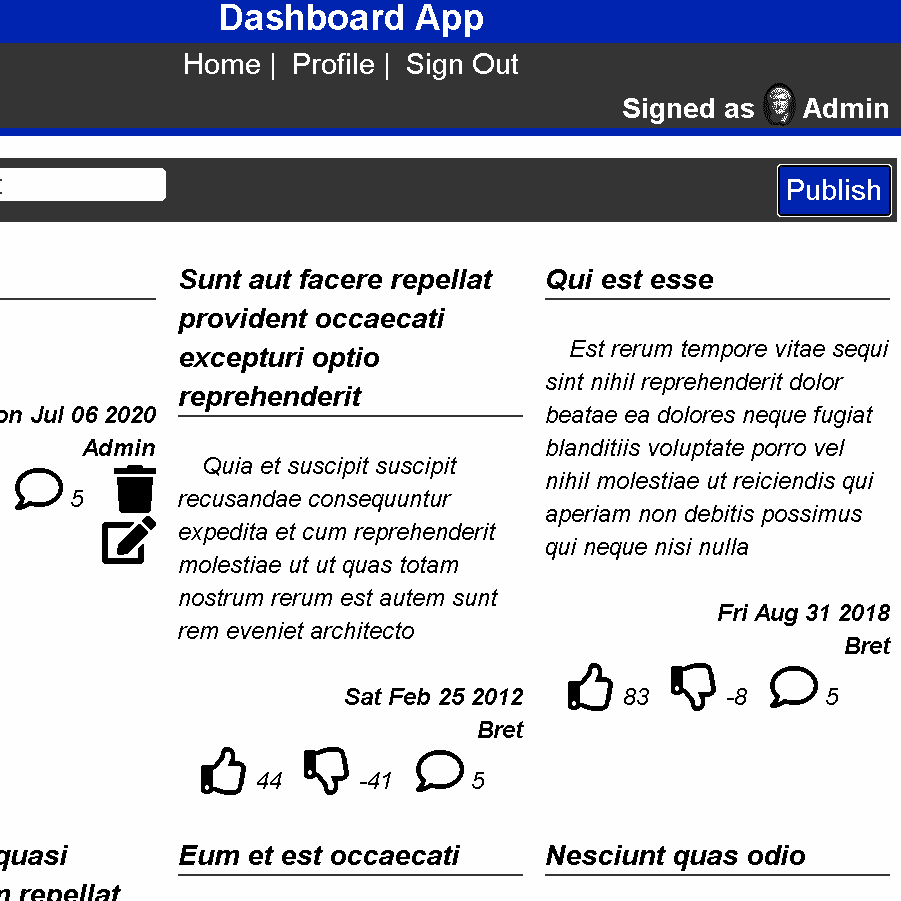 Dashboard App
Home | Profile | Sign Out
Signed as Admin
Publish
Jul 06 2020
Admin
5
Sunt aut facere repellat
provident occaecati
excepturi optio
reprehenderit
Quia et suscipit suscipit
recusandae consequuntur
expedita et cum reprehenderit
molestiae ut ut quas totam
nostrum rerum est autem sunt
rem eveniet architecto
Sat Feb 25 2012
Bret
44 -41 5
Qui est esse
Est rerum tempore vitae sequi
sint nihil reprehenderit dolor
beatae ea dolores neque fugiat
blanditiis voluptate porro vel
nihil molestiae ut reiciendis qui
aperiam non debitis possimus
qui neque nisi nulla
Fri Aug 31 2018
Bret
83 -8 5
quasi
repellat
Eum et est occaecati
Nesciunt quas odio